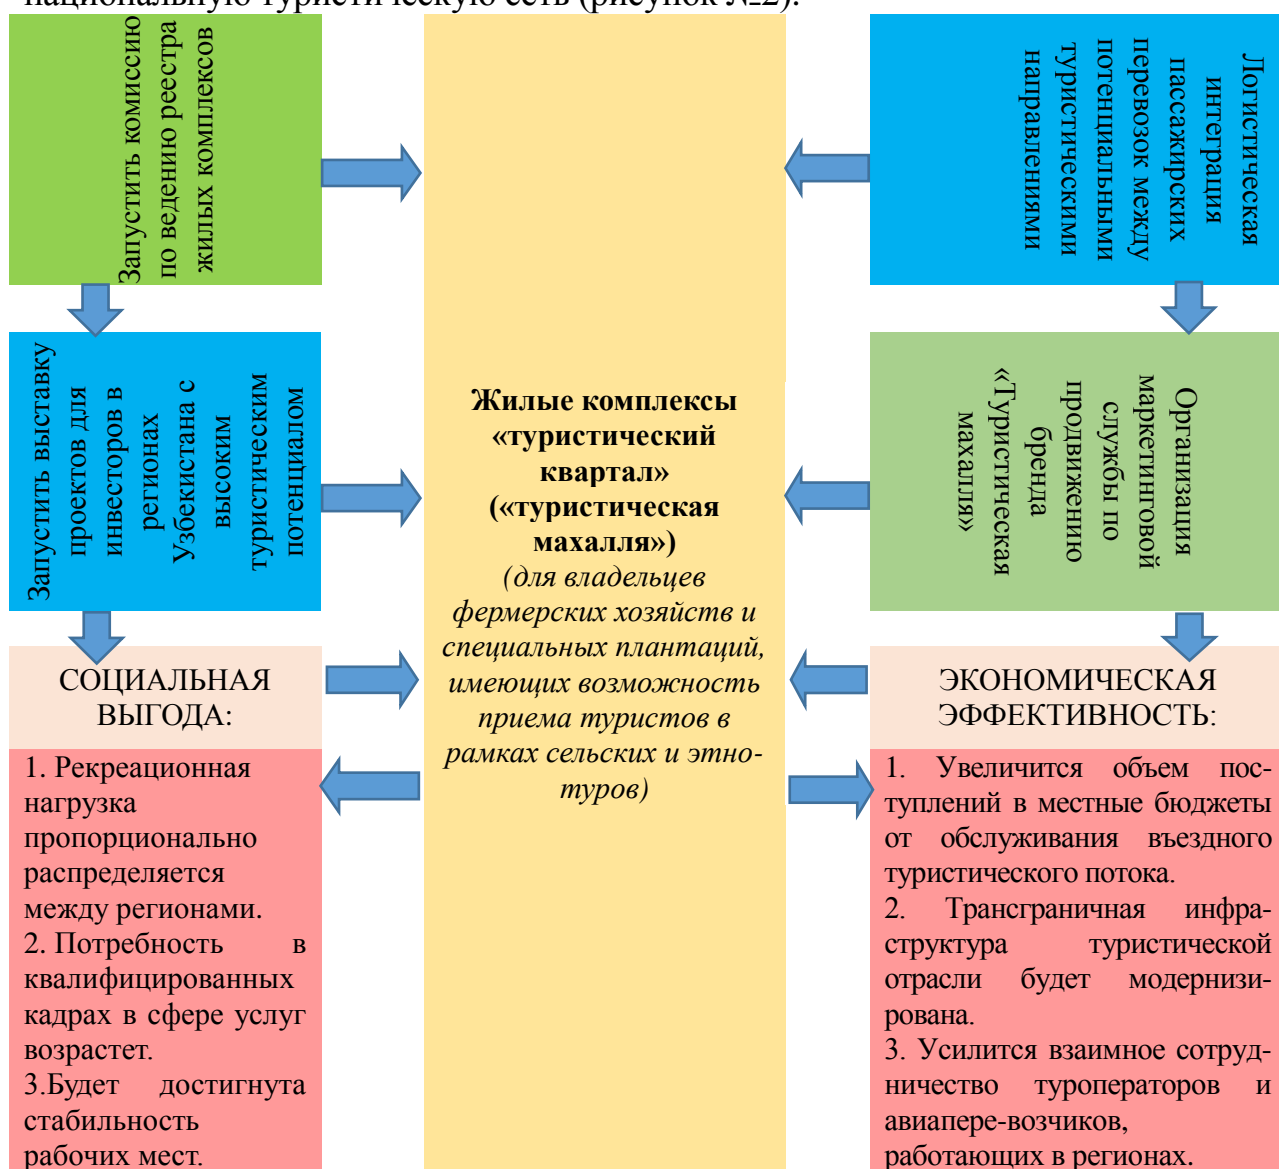 национальную туристическую сеть (рисунок №2).
Запустить комиссию
по ведению реестра
жилых комплексов
Запустить выставку
проектов для
инвесторов в
регионах
Узбекистана с
высоким
туристическим
потенциалом
СОЦИАЛЬНАЯ
ВЫГОДА:
1. Рекреационная
нагрузка
пропорционально
распределяется
между регионами.
2. Потребность в
квалифицированных
кадрах в сфере услуг
возрастет.
3.Будет достигнута
стабильность
рабочих мест.
Жилые комплексы
«туристический
квартал»
(«туристическая
махалля»)
(для владельцев
фермерских хозяйств и
специальных плантаций,
имеющих возможность
приема туристов в
рамках сельских и этно-
туров)
Логистическая
интеграция
пассажирских
перевозок между
потенциальными
туристическими
направлениями
Организация
маркетинговой
службы по
продвижению
бренда
«Туристическая
махалля»
ЭКОНОМИЧЕСКАЯ
ЭФФЕКТИВНОСТЬ:
1. Увеличится объем пос-
туплений в местные бюджеты
от обслуживания въездного
туристического потока.
2. Трансграничная инфра-
структура туристической
отрасли будет модернизи-
рована.
3. Усилится взаимное сотруд-
ничество туроператоров и
авиапере-возчиков,
работающих в регионах.